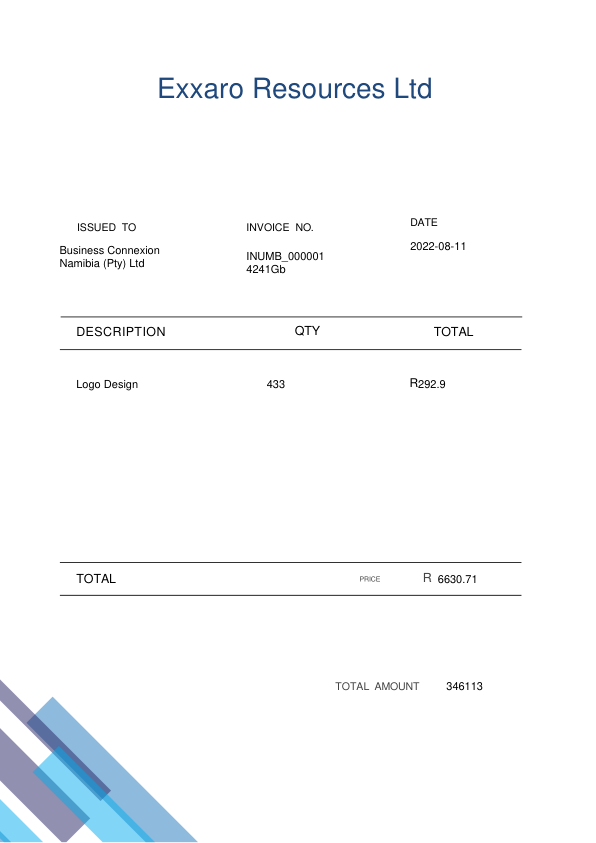 Exxaro Resources Ltd
ISSUED TO
Business Connexion
Namibia (Pty) Ltd
INVOICE NO.
INUMB_000001
4241Gb
DATE
2022-08-11
DESCRIPTION QTY TOTAL
Logo Design 433 R292.9
TOTAL PRICE R 6630.71
TOTAL AMOUNT 346113